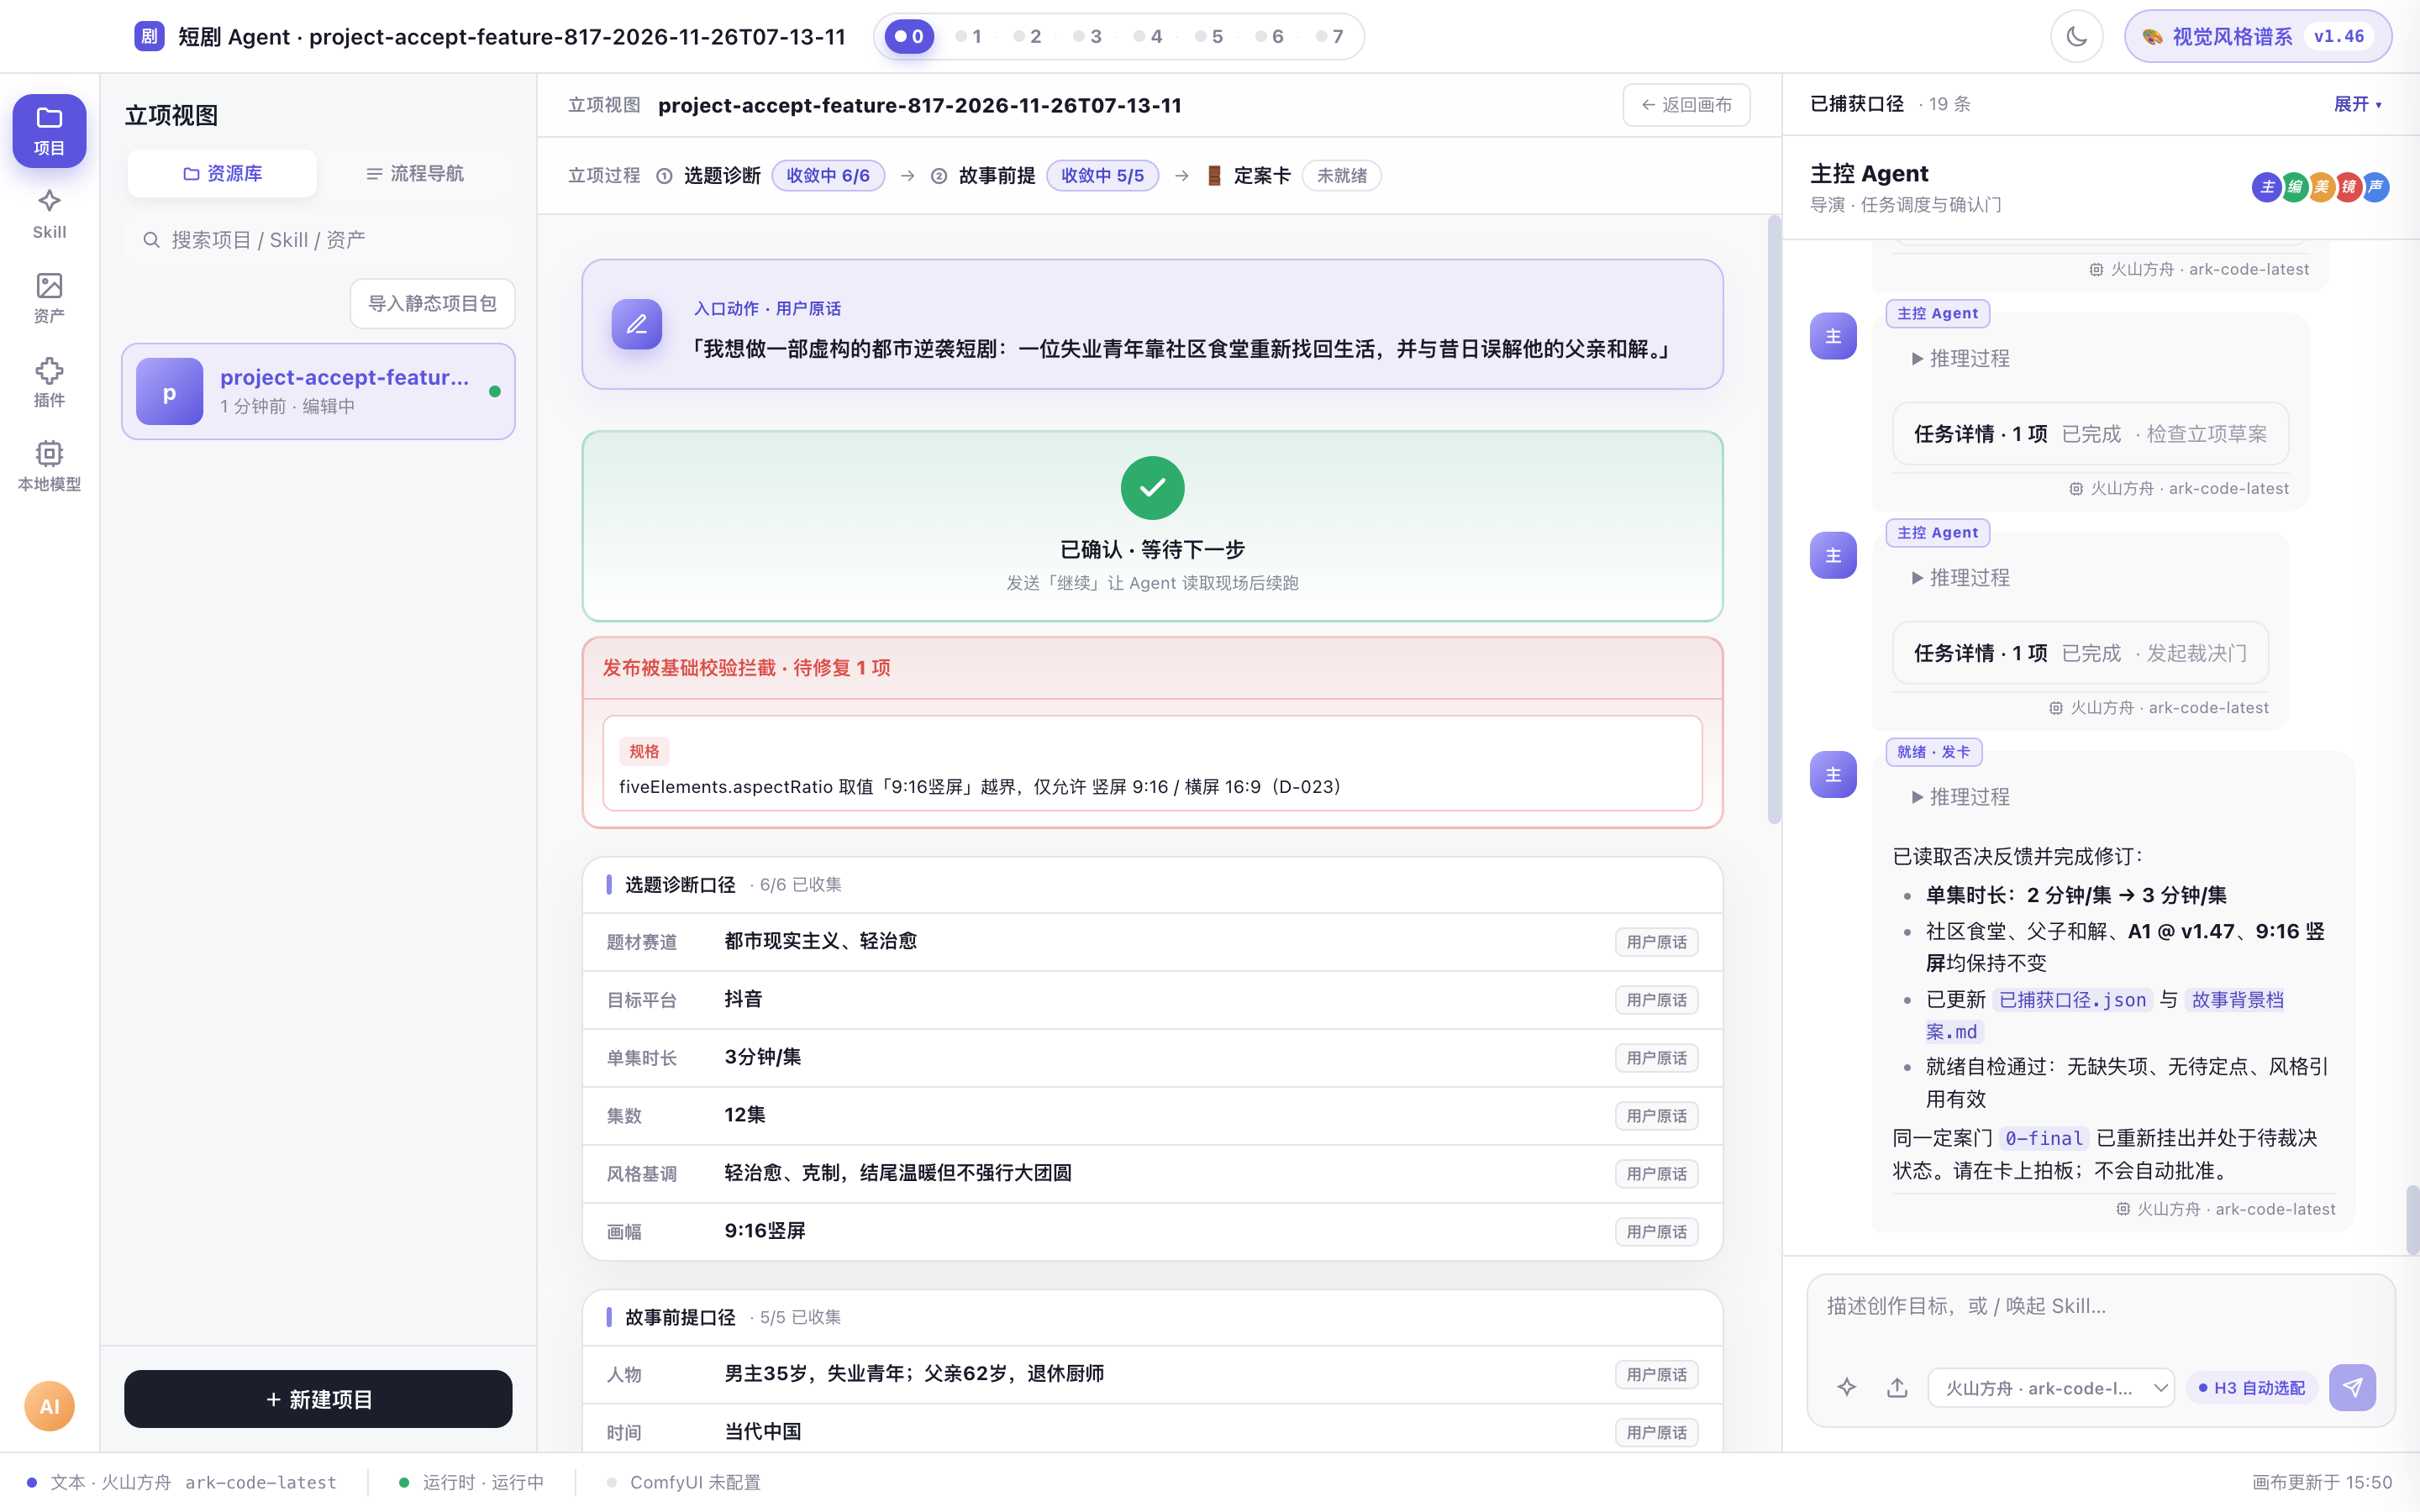 剧 短剧 Agent · project-accept-feature-817-2026-11-26T07-13-11
0 · 1 · 2 · 3 · 4 · 5 · 6 · 7
视觉风格谱系 v1.46
项目
Skill
资产
插件
本地模型
AI
立项视图
资源库
流程导航
搜索项目 / Skill / 资产
导入静态项目包
p
project-accept-featur...
1 分钟前 · 编辑中
+ 新建项目
立项视图 project-accept-feature-817-2026-11-26T07-13-11
← 返回画布
立项过程 ① 选题诊断 收敛中 6/6 → ② 故事前提 收敛中 5/5 → 定案卡 未就绪
入口动作 · 用户原话
「我想做一部虚构的都市逆袭短剧：一位失业青年靠社区食堂重新找回生活，并与昔日误解他的父亲和解。」
已确认 · 等待下一步
发送「继续」让 Agent 读取现场后续跑
发布被基础校验拦截 · 待修复 1 项
规格
fiveElements.aspectRatio 取值「9:16竖屏」越界，仅允许 竖屏 9:16 / 横屏 16:9（D-023）
选题诊断口径 · 6/6 已收集
题材赛道 都市现实主义、轻治愈 用户原话
目标平台 抖音 用户原话
单集时长 3分钟/集 用户原话
集数 12集 用户原话
风格基调 轻治愈、克制，结尾温暖但不强行大团圆 用户原话
画幅 9:16竖屏 用户原话
故事前提口径 · 5/5 已收集
人物 男主35岁，失业青年；父亲62岁，退休厨师 用户原话
时间 当代中国 用户原话
已捕获口径 · 19 条
展开 ▾
主控 Agent
导演 · 任务调度与确认门
主 编 美 镜 声
火山方舟 · ark-code-latest
主
主控 Agent
▶ 推理过程
任务详情 · 1 项 已完成 · 检查立项草案
火山方舟 · ark-code-latest
主
主控 Agent
▶ 推理过程
任务详情 · 1 项 已完成 · 发起裁决门
火山方舟 · ark-code-latest
主
就绪 · 发卡
▶ 推理过程
已读取否决反馈并完成修订：
• 单集时长：2 分钟/集 → 3 分钟/集
• 社区食堂、父子和解、A1 @ v1.47、9:16 竖
屏均保持不变
• 已更新 已捕获口径.json 与 故事背景档
案.md
• 就绪自检通过：无缺失项、无待定点、风格引
用有效
同一定案门 0-final 已重新挂出并处于待裁决
状态。请在卡上拍板；不会自动批准。
火山方舟 · ark-code-latest
描述创作目标，或 / 唤起 Skill...
火山方舟 · ark-code-l...
H3 自动选配
文本 · 火山方舟 ark-code-latest
运行时 · 运行中
ComfyUI 未配置
画布更新于 15:50